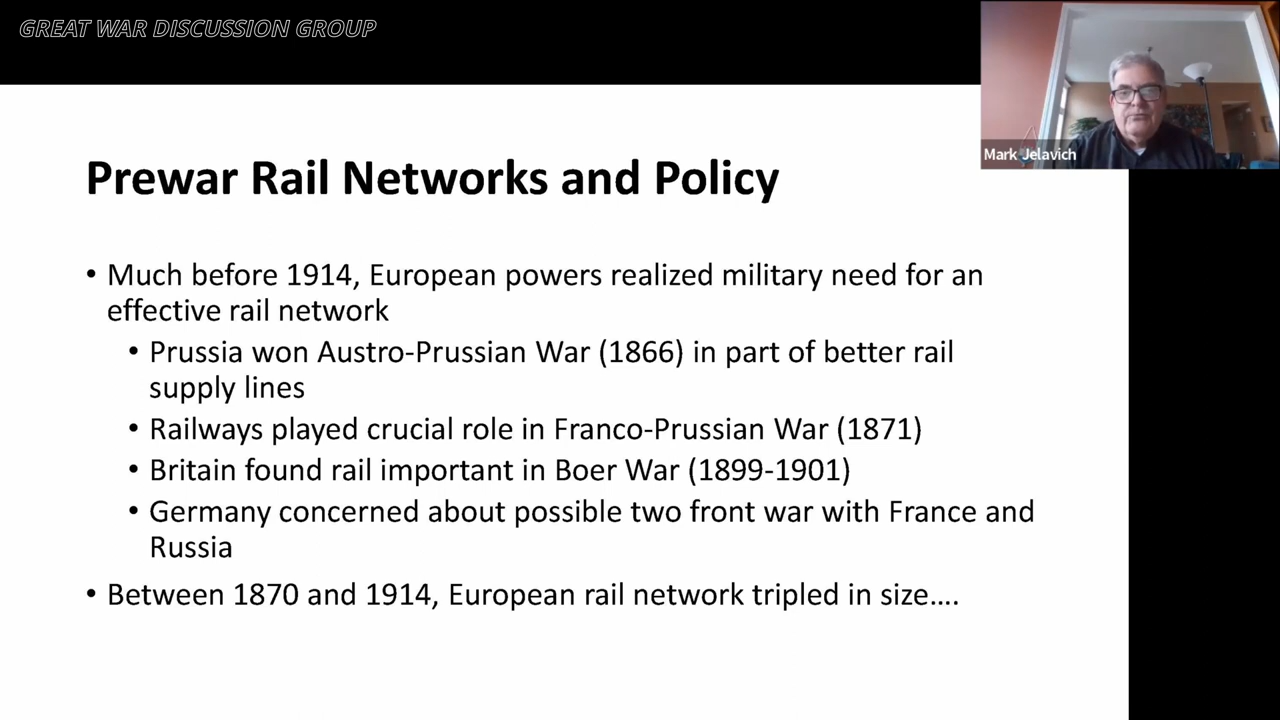 GREAT WAR DISCUSSION GROUP
Mark Jelavich
Prewar Rail Networks and Policy
• Much before 1914, European powers realized military need for an
effective rail network
• Prussia won Austro-Prussian War (1866) in part of better rail
supply lines
• Railways played crucial role in Franco-Prussian War (1871)
• Britain found rail important in Boer War (1899-1901)
• Germany concerned about possible two front war with France and
Russia
• Between 1870 and 1914, European rail network tripled in size….